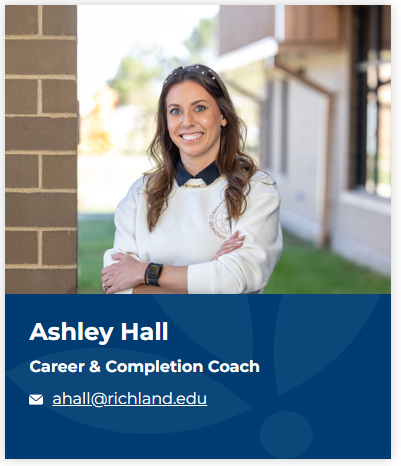 Ashley Hall
Career & Completion Coach
ahall@richland.edu